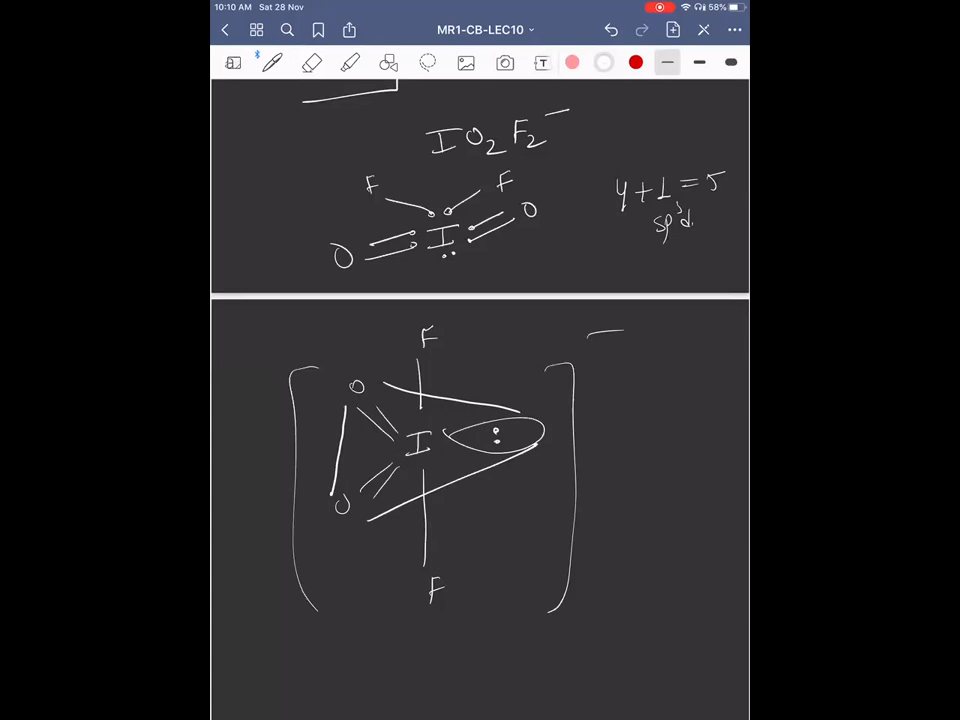 10:10 AM Sat 28 Nov 58%
MR1-CB-LEC10
T
IO₂F₂⁻
F F
4+1=5
O I O
sp³d
F
O
I
O
F